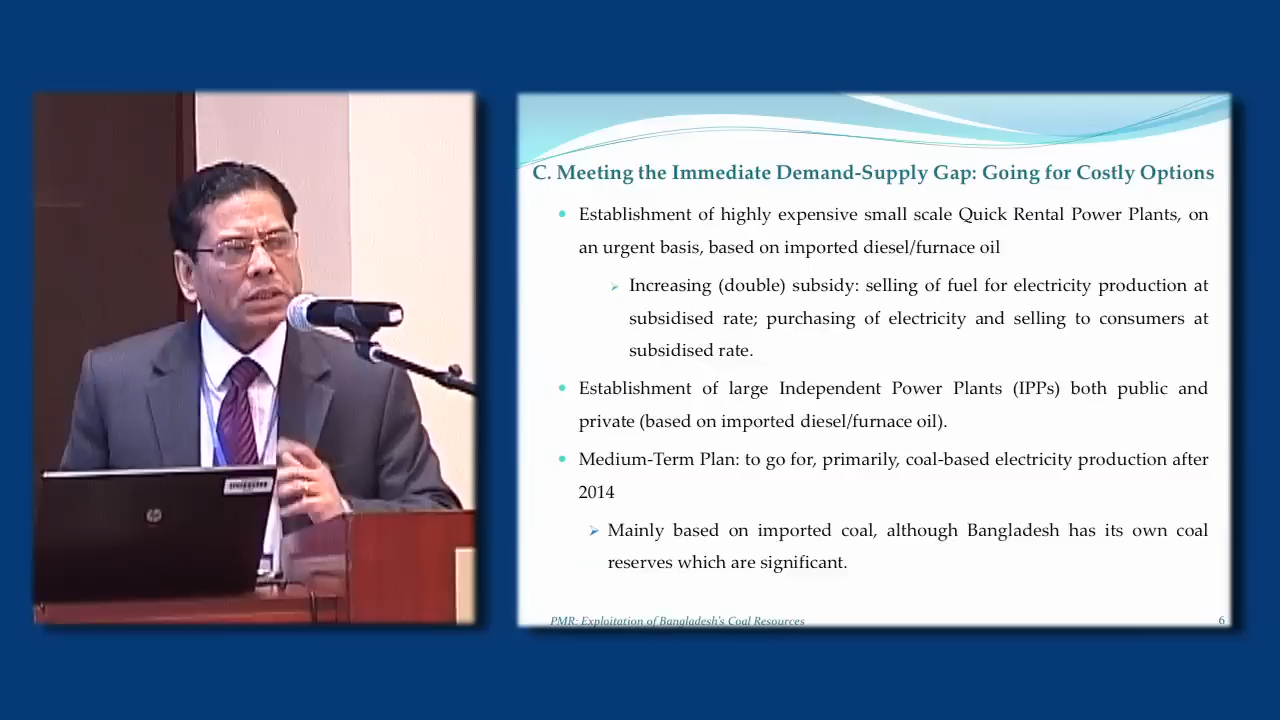 C. Meeting the Immediate Demand-Supply Gap: Going for Costly Options
Establishment of highly expensive small scale Quick Rental Power Plants, on
an urgent basis, based on imported diesel/furnace oil
Increasing (double) subsidy: selling of fuel for electricity production at
subsidised rate; purchasing of electricity and selling to consumers at
subsidised rate.
Establishment of large Independent Power Plants (IPPs) both public and
private (based on imported diesel/furnace oil).
Medium-Term Plan: to go for, primarily, coal-based electricity production after
2014
Mainly based on imported coal, although Bangladesh has its own coal
reserves which are significant.
PMR: Exploitation of Bangladesh's Coal Resources
6
hp